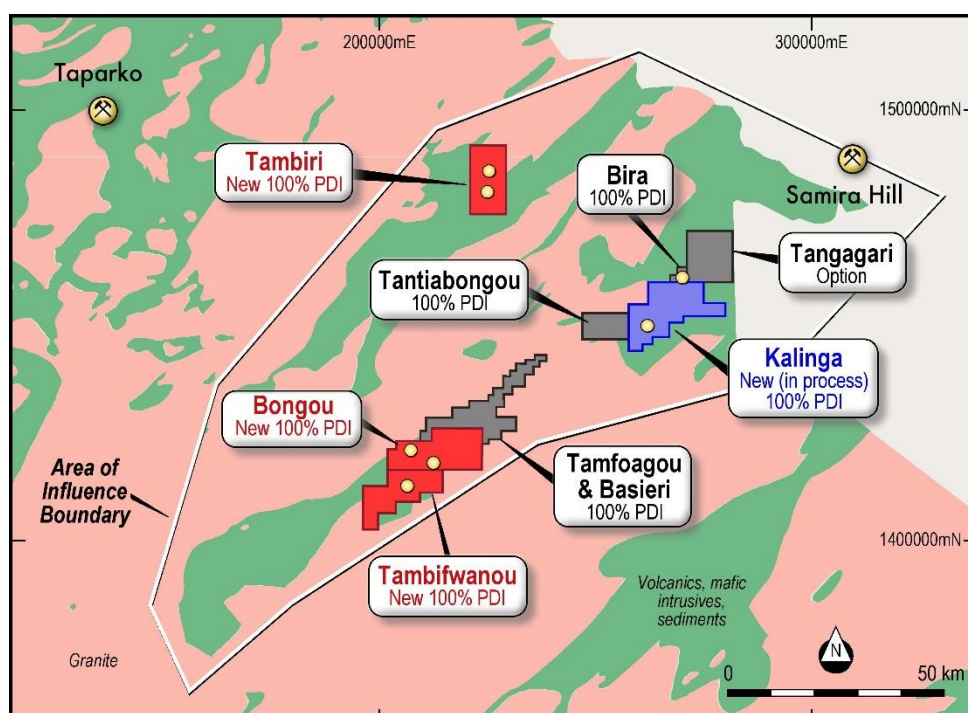 200000mE
300000mE
Taparko
1500000mN
Tambiri
New 100% PDI
Bira
100% PDI
Samira Hill
Tangagari
Option
Tantiabongou
100% PDI
Kalinga
New (in process)
100% PDI
Bongou
New 100% PDI
Area of
Influence
Boundary
Tamfoagou
& Basieri
100% PDI
1400000mN
Tambifwanou
New 100% PDI
Volcanics, mafic
intrusives,
sediments
Granite
N
0
50 km